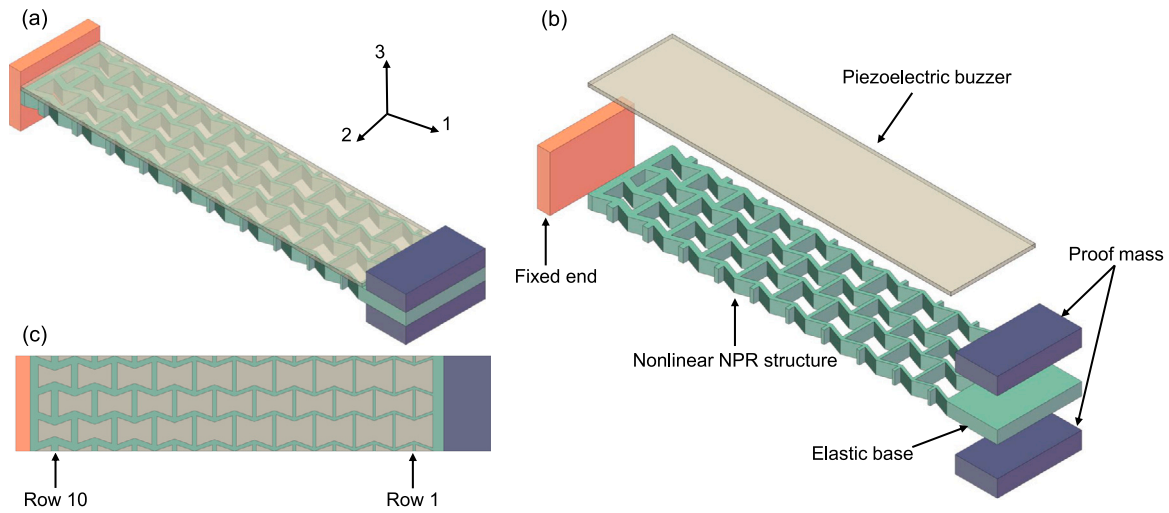 (a)
3
2
1
(b)
Piezoelectric buzzer
Fixed end
Proof mass
Nonlinear NPR structure
Elastic base
(c)
Row 10
Row 1